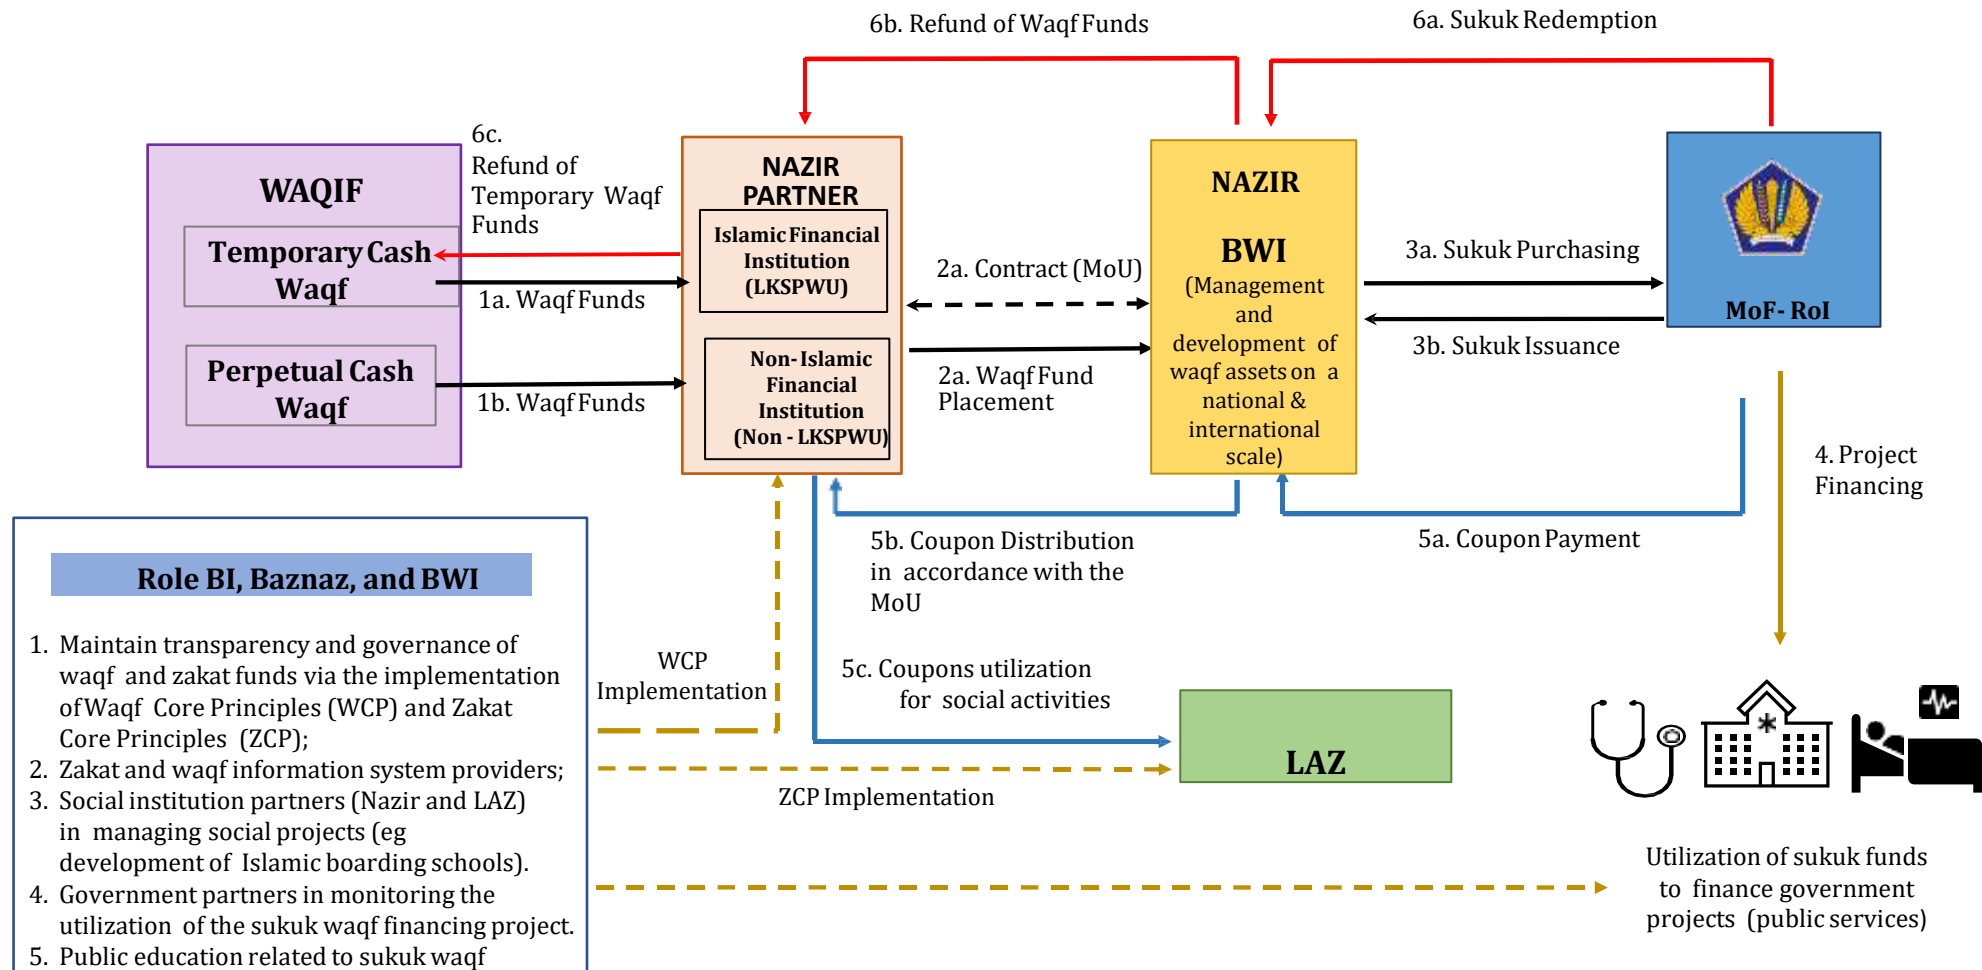 6b. Refund of Waqf Funds
6a. Sukuk Redemption
6c.
Refund of
Temporary Waqf
Funds
WAQIF
Temporary Cash
Waqf
Perpetual Cash
Waqf
1a. Waqf Funds
1b. Waqf Funds
NAZIR
PARTNER
Islamic Financial
Institution
(LKSPWU)
Non-Islamic
Financial
Institution
(Non - LKSPWU)
2a. Contract (MoU)
2a. Waqf Fund
Placement
NAZIR
BWI
(Management
and
development of
waqf assets on a
national &
international
scale)
3a. Sukuk Purchasing
3b. Sukuk Issuance
MoF- RoI
4. Project
Financing
5a. Coupon Payment
5b. Coupon Distribution
in accordance with the
MoU
5c. Coupons utilization
for social activities
WCP
Implementation
ZCP Implementation
LAZ
Role BI, Baznaz, and BWI
1. Maintain transparency and governance of
waqf and zakat funds via the implementation
of Waqf Core Principles (WCP) and Zakat
Core Principles (ZCP);
2. Zakat and waqf information system providers;
3. Social institution partners (Nazir and LAZ)
in managing social projects (eg
development of Islamic boarding schools).
4. Government partners in monitoring the
utilization of the sukuk waqf financing project.
5. Public education related to sukuk waqf
Utilization of sukuk funds
to finance government
projects (public services)